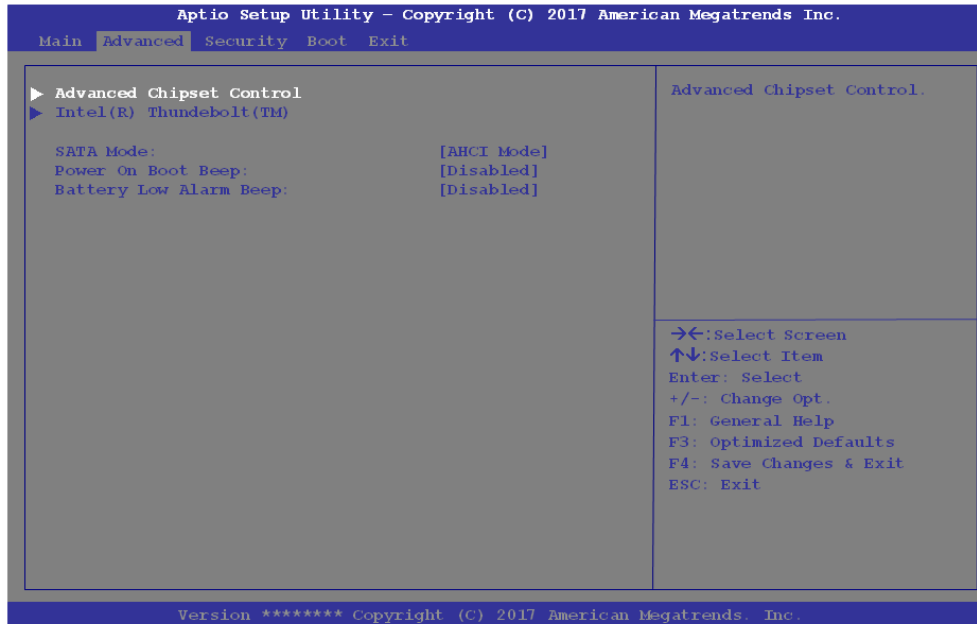 Aptio Setup Utility – Copyright (C) 2017 American Megatrends Inc.
Main Advanced Security Boot Exit
▶ Advanced Chipset Control
▶ Intel(R) Thundebolt(TM)
SATA Mode: [AHCI Mode]
Power On Boot Beep: [Disabled]
Battery Low Alarm Beep: [Disabled]
Advanced Chipset Control.
→←:Select Screen
↑↓:Select Item
Enter: Select
+/-: Change Opt.
F1: General Help
F3: Optimized Defaults
F4: Save Changes & Exit
ESC: Exit
Version ******** Copyright (C) 2017 American Megatrends. Inc.